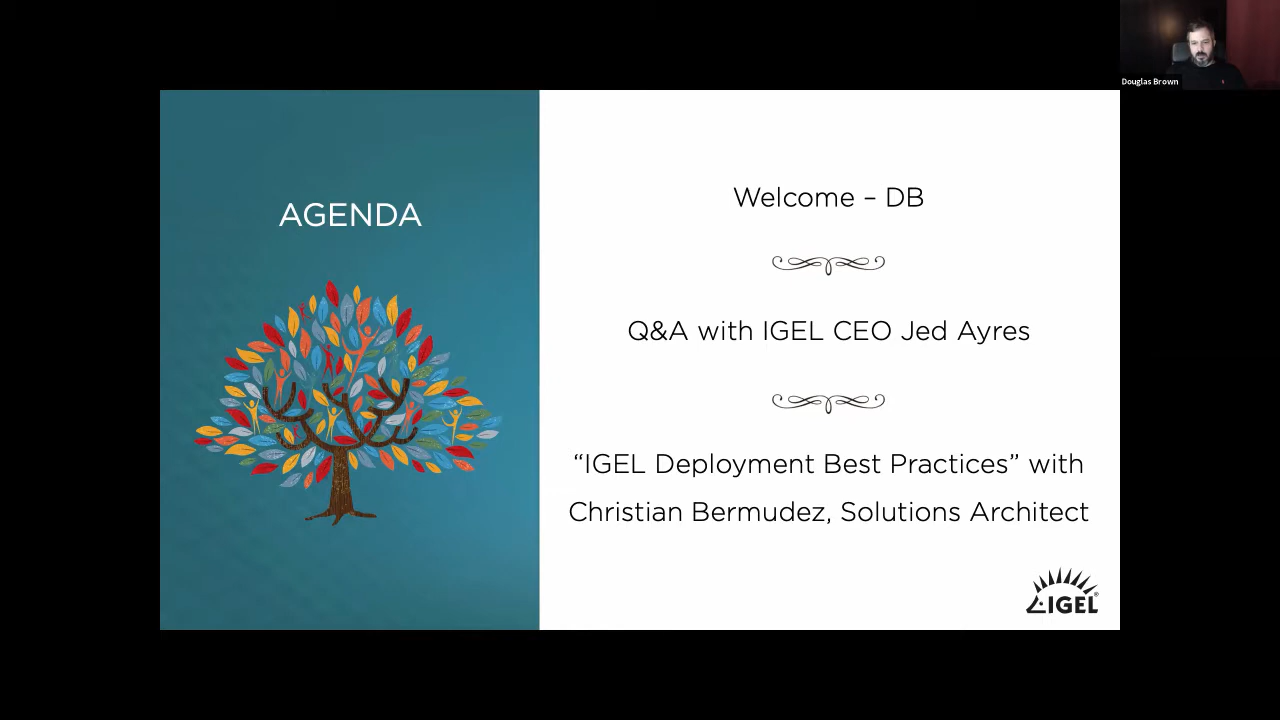 Douglas Brown
AGENDA
Welcome – DB
Q&A with IGEL CEO Jed Ayres
“IGEL Deployment Best Practices” with
Christian Bermudez, Solutions Architect
IGEL®